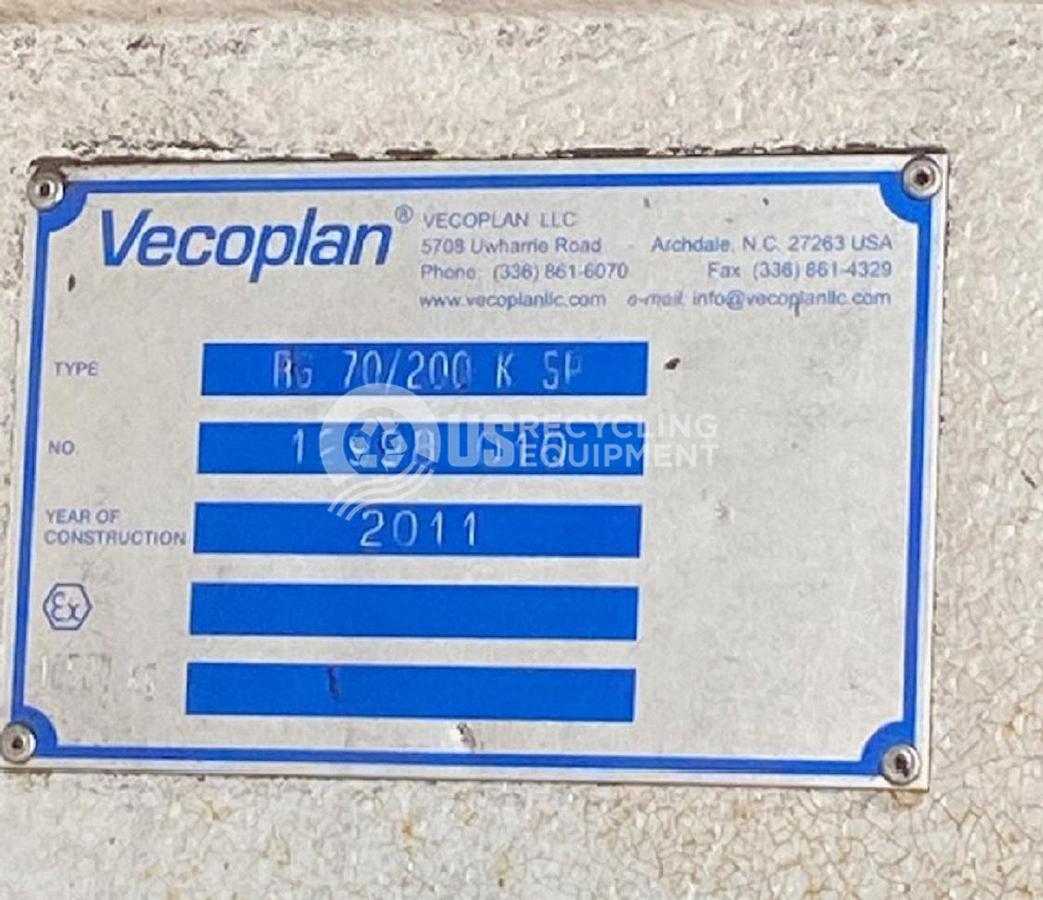 Vecoplan® VECOPLAN LLC
5708 Uwharrie Road - Archdale, N.C. 27263 USA
Phone: (336) 861-6070 Fax (336) 861-4329
www.vecoplanllc.com e-mail: info@vecoplanllc.com
TYPE RG 70/200 K SP
NO.
US RECYCLING
EQUIPMENT
YEAR OF
CONSTRUCTION 2011
Ex